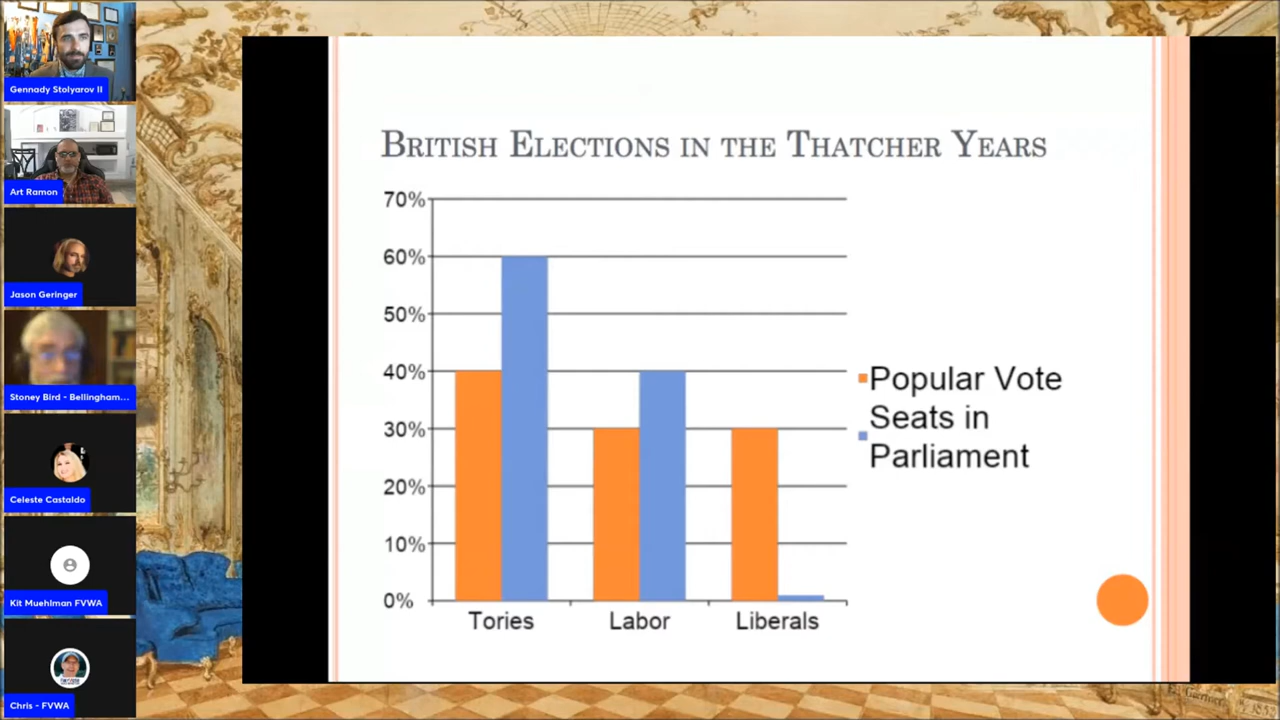 Gennady Stolyarov II
Art Ramon
Jason Geringer
Stoney Bird - Bellingham...
Celeste Castaldo
Kit Muehlman FVWA
Chris - FVWA
BRITISH ELECTIONS IN THE THATCHER YEARS
70%
60%
50%
40%
30%
20%
10%
0%
Tories Labor Liberals
Popular Vote
Seats in
Parliament